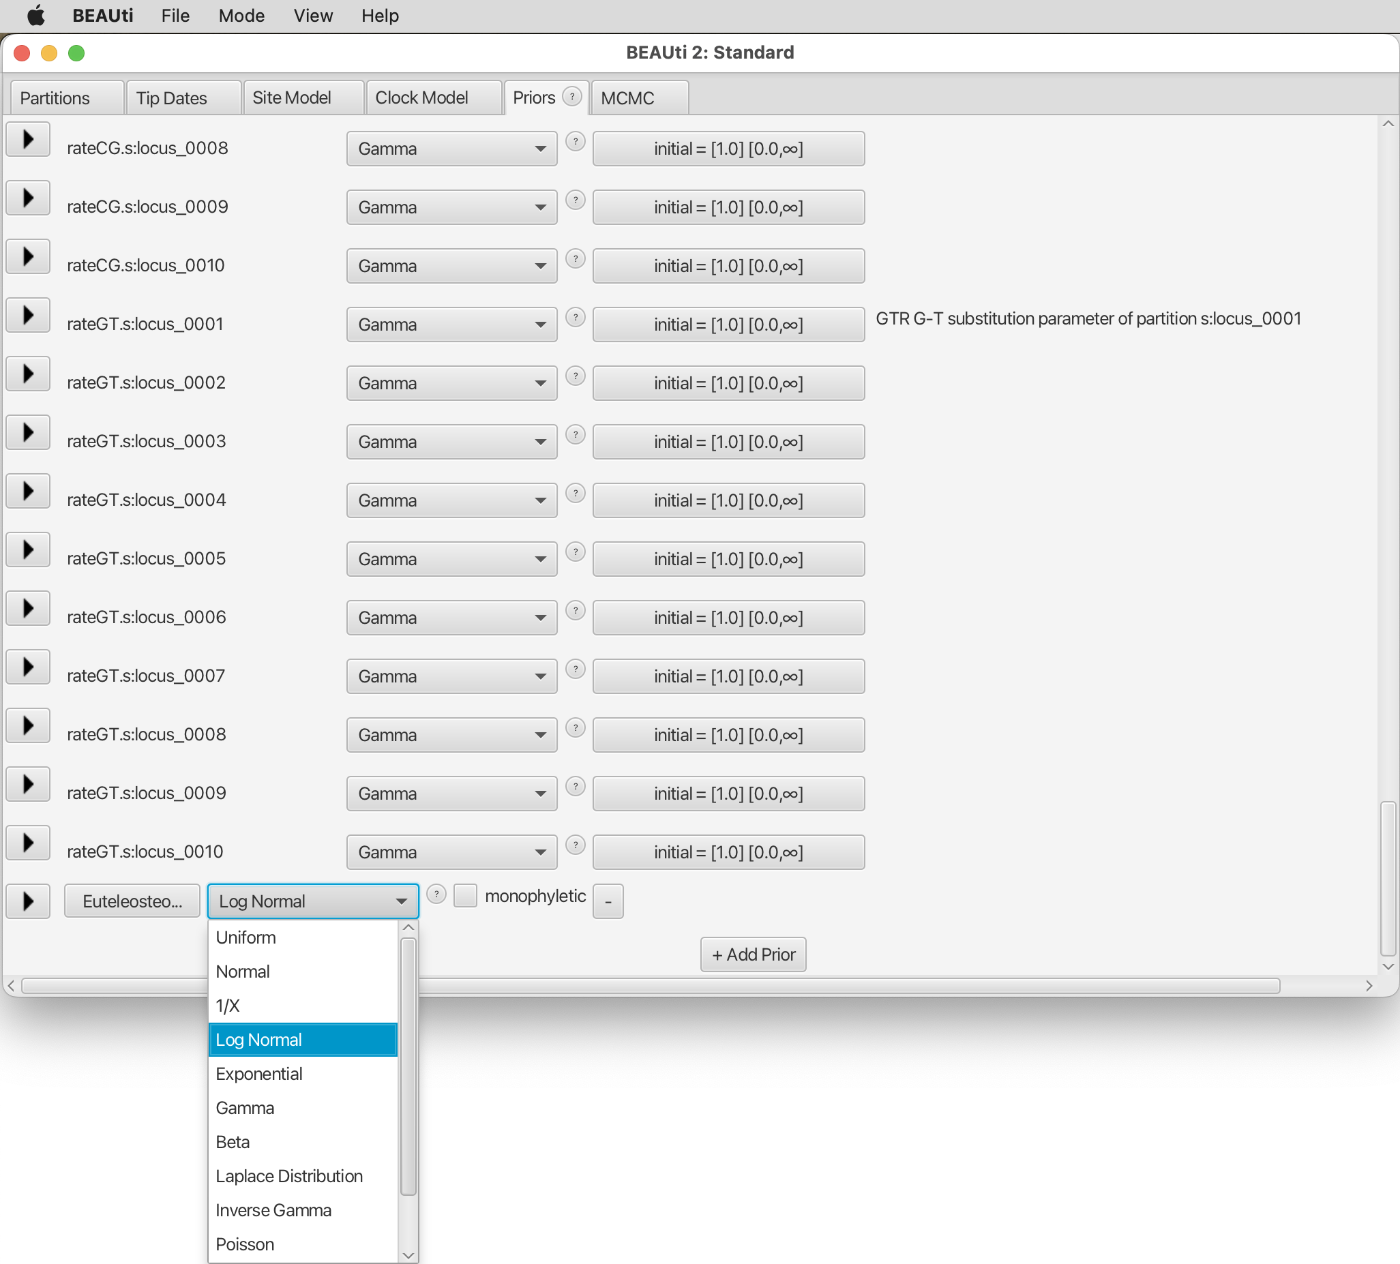 BEAUti File Mode View Help
BEAUti 2: Standard
Partitions Tip Dates Site Model Clock Model Priors ? MCMC
rateCG.s:locus_0008 Gamma ? initial = [1.0] [0.0,∞]
rateCG.s:locus_0009 Gamma ? initial = [1.0] [0.0,∞]
rateCG.s:locus_0010 Gamma ? initial = [1.0] [0.0,∞]
rateGT.s:locus_0001 Gamma ? initial = [1.0] [0.0,∞] GTR G-T substitution parameter of partition s:locus_0001
rateGT.s:locus_0002 Gamma ? initial = [1.0] [0.0,∞]
rateGT.s:locus_0003 Gamma ? initial = [1.0] [0.0,∞]
rateGT.s:locus_0004 Gamma ? initial = [1.0] [0.0,∞]
rateGT.s:locus_0005 Gamma ? initial = [1.0] [0.0,∞]
rateGT.s:locus_0006 Gamma ? initial = [1.0] [0.0,∞]
rateGT.s:locus_0007 Gamma ? initial = [1.0] [0.0,∞]
rateGT.s:locus_0008 Gamma ? initial = [1.0] [0.0,∞]
rateGT.s:locus_0009 Gamma ? initial = [1.0] [0.0,∞]
rateGT.s:locus_0010 Gamma ? initial = [1.0] [0.0,∞]
Euteleosteo... Log Normal ? monophyletic -
Uniform
+ Add Prior
Normal
1/X
Log Normal
Exponential
Gamma
Beta
Laplace Distribution
Inverse Gamma
Poisson